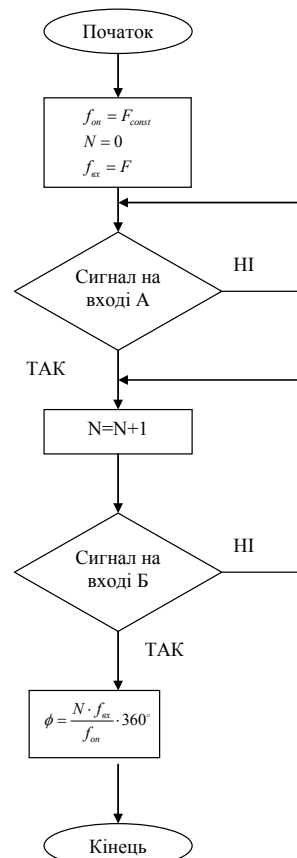 Початок
f_оп = F_const
N = 0
f_вх = F
Сигнал на
вході А
НІ
ТАК
N=N+1
Сигнал на
вході Б
НІ
ТАК
ϕ = N · f_вх / f_оп · 360°
Кінець